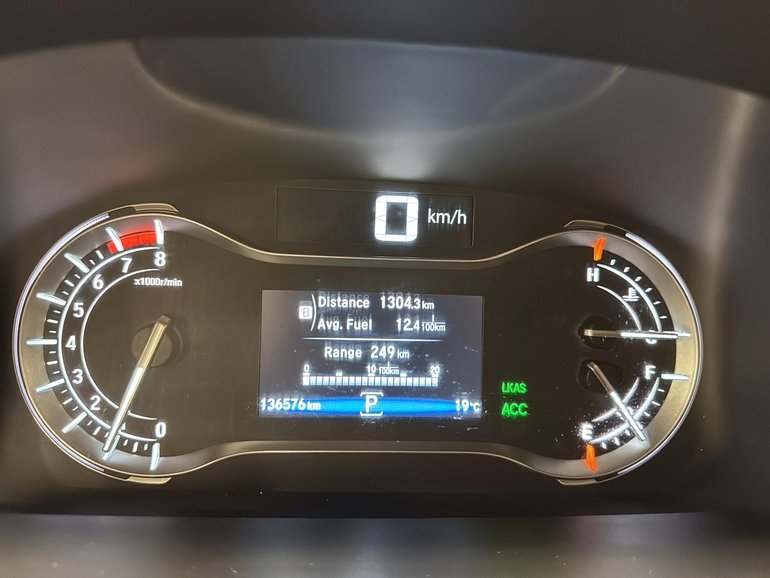 0 km/h
8
7
6
5
4
3
2
1
0
x1000r/min
B
Distance 1304.3 km
Avg. Fuel 12.4 /100km
Range 249 km
0 10 /100km 20
136576 km P 19°C
LKAS
ACC
H
C
F
E